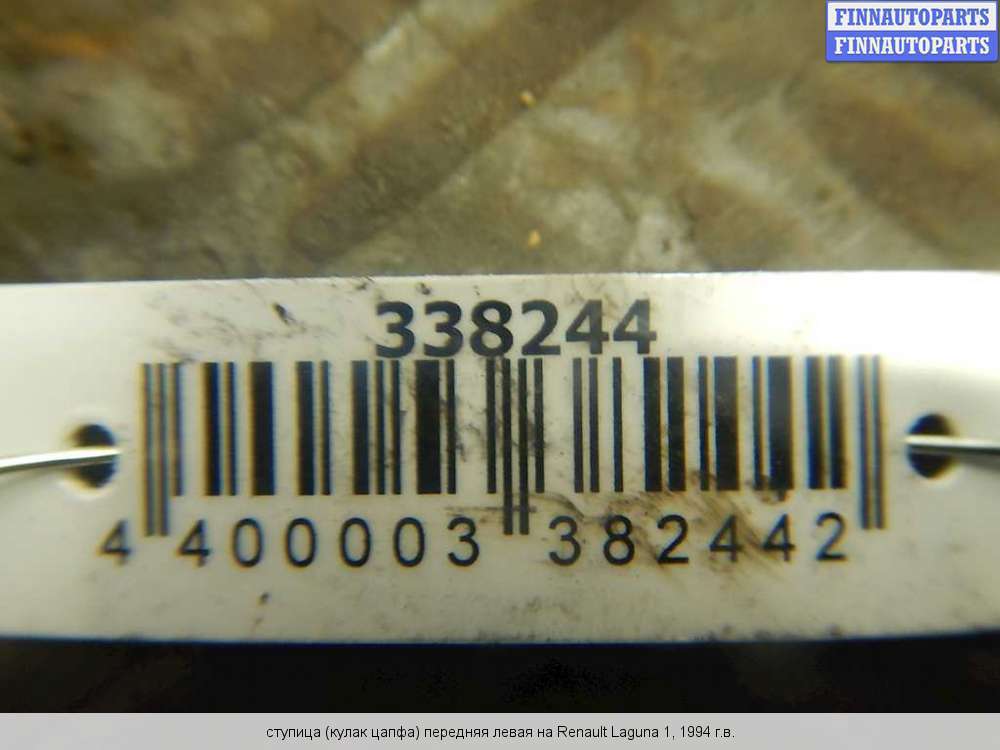 FINNAUTOPARTS
FINNAUTOPARTS
338244
4 400003 382442
ступица (кулак цапфа) передняя левая на Renault Laguna 1, 1994 г.в.